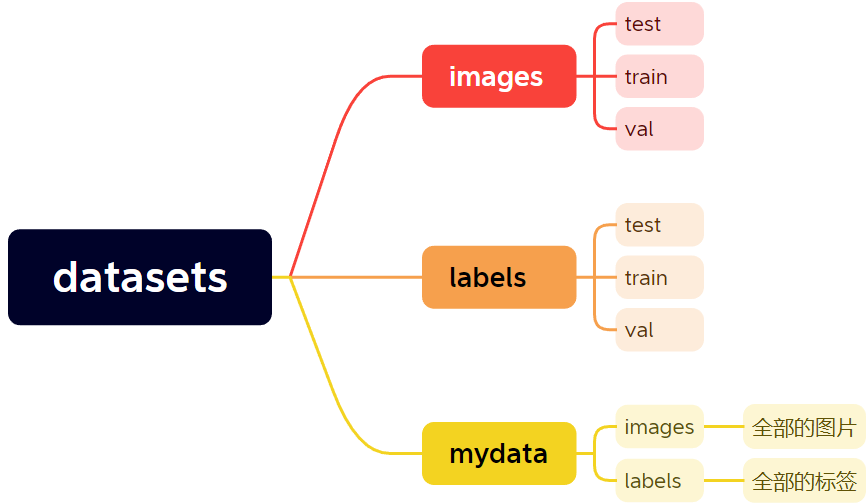 datasets
images
test
train
val
labels
test
train
val
mydata
images
全部的图片
labels
全部的标签